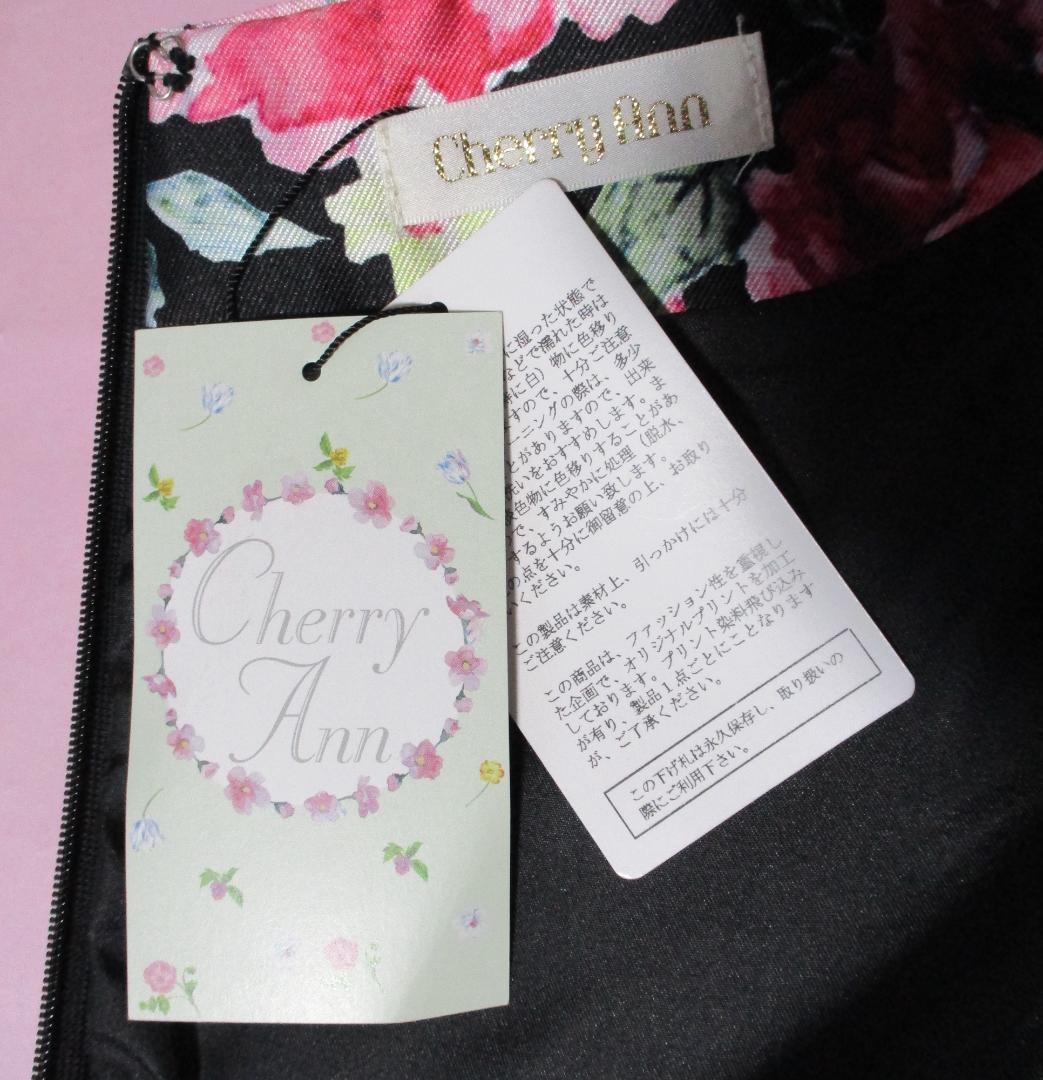 Cherry Ann
Cherry
Ann
に湿った状態で
などで濡れた時は
特に白）物に色移り
すので、十分ご注意
ニングの際は、多少
とがありますので、出来
洗いをおすすめします。ま
色物に色移りすることがあ
で、すみやかに処理（脱水、
するようお願い致します。
の点を十分に御留意の上、お取り
ください。
この製品は素材上、引っかけには十分
ご注意ください。
この商品は、ファッション性を重視し
た企画で、オリジナルプリントを加工
しております。プリント染料飛び込み
が有り、製品１点ごとにことなります
が、ご了承ください。
この下げ札は永久保存し、取り扱いの
際にご利用下さい。